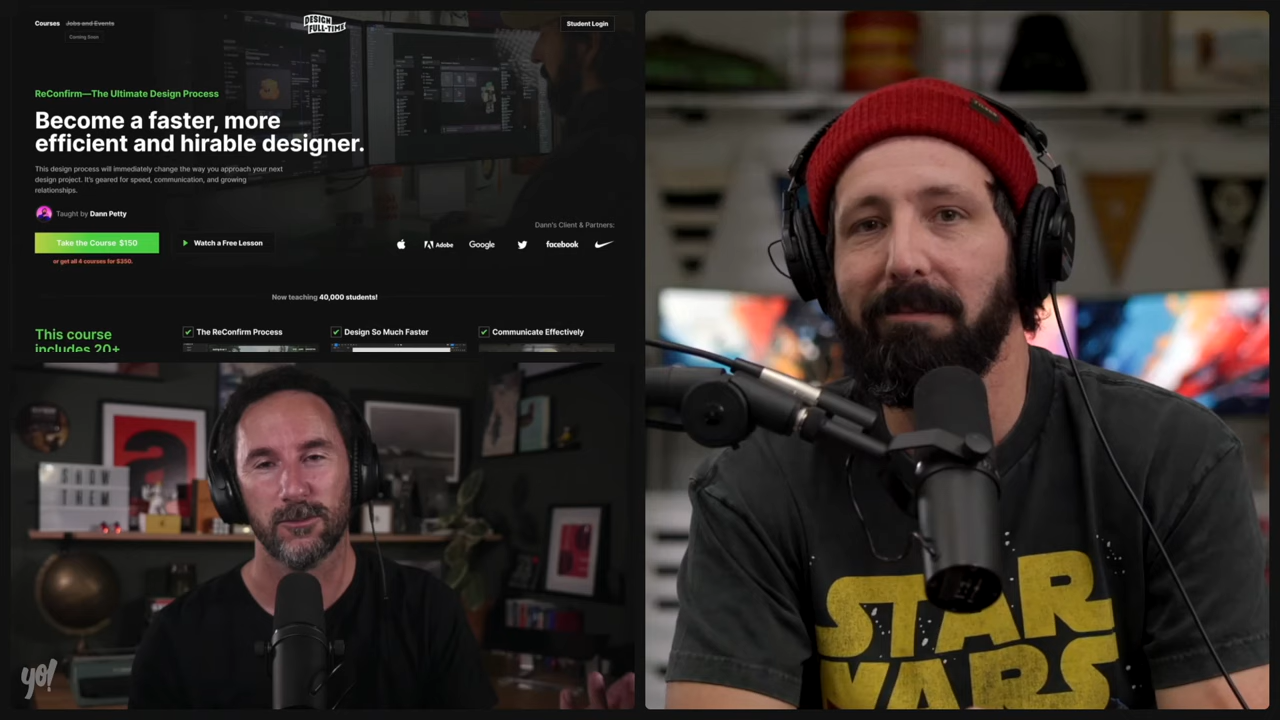 Courses Jobs and Events
Coming Soon
DESIGN
FULL-TIME
Student Login
ReConfirm—The Ultimate Design Process
Become a faster, more
efficient and hirable designer.
This design process will immediately change the way you approach your next
design project. It's geared for speed, communication, and growing
relationships.
Taught by Dann Petty
Take the Course $150
Watch a Free Lesson
or get all 4 courses for $350.
Dann's Client & Partners:
Adobe
Google
facebook
Now teaching 40,000 students!
This course
includes 20+
The ReConfirm Process
Design So Much Faster
Communicate Effectively
SHOW
THEM
a
yo!
STAR
WARS